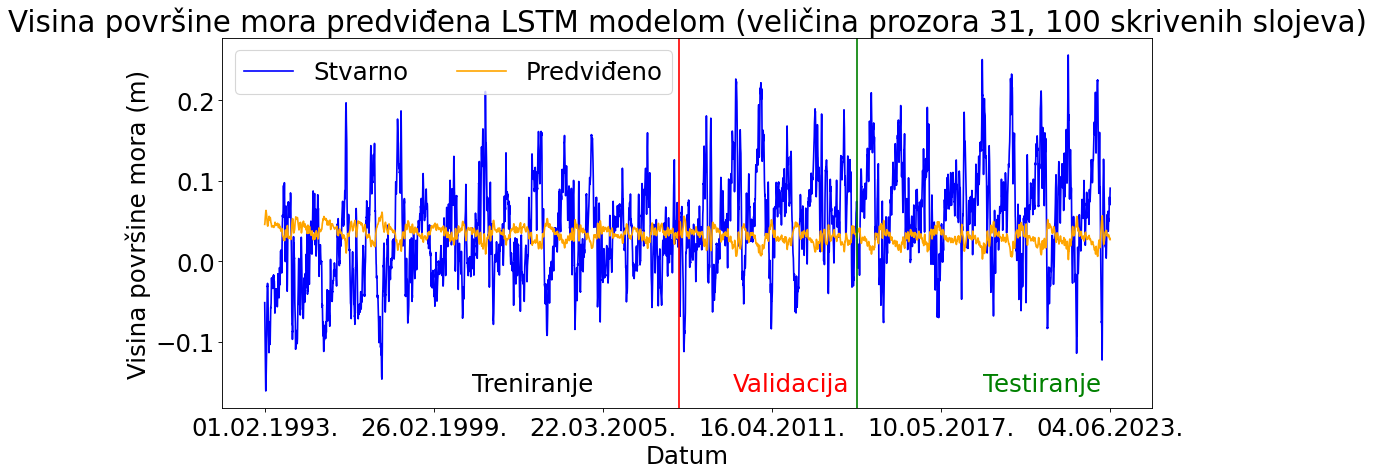 Visina površine mora predviđena LSTM modelom (veličina prozora 31, 100 skrivenih slojeva)
Stvarno
Predviđeno
Visina površine mora (m)
0.2
0.1
0.0
−0.1
Treniranje
Validacija
Testiranje
01.02.1993.
26.02.1999.
22.03.2005.
16.04.2011.
10.05.2017.
04.06.2023.
Datum